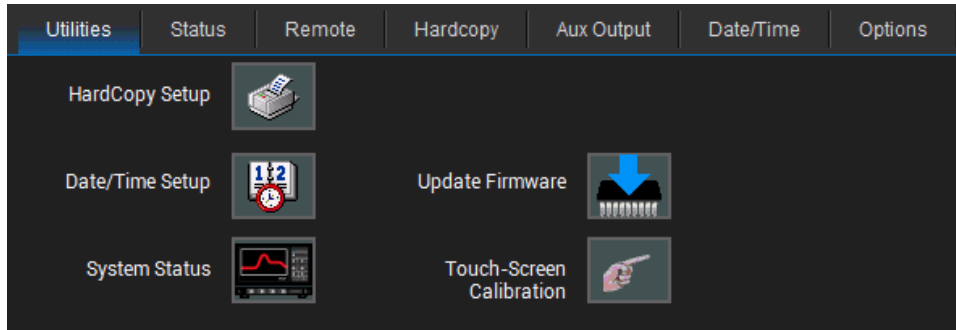 Utilities
Status
Remote
Hardcopy
Aux Output
Date/Time
Options
HardCopy Setup
Date/Time Setup
12
Update Firmware
System Status
Touch-Screen
Calibration